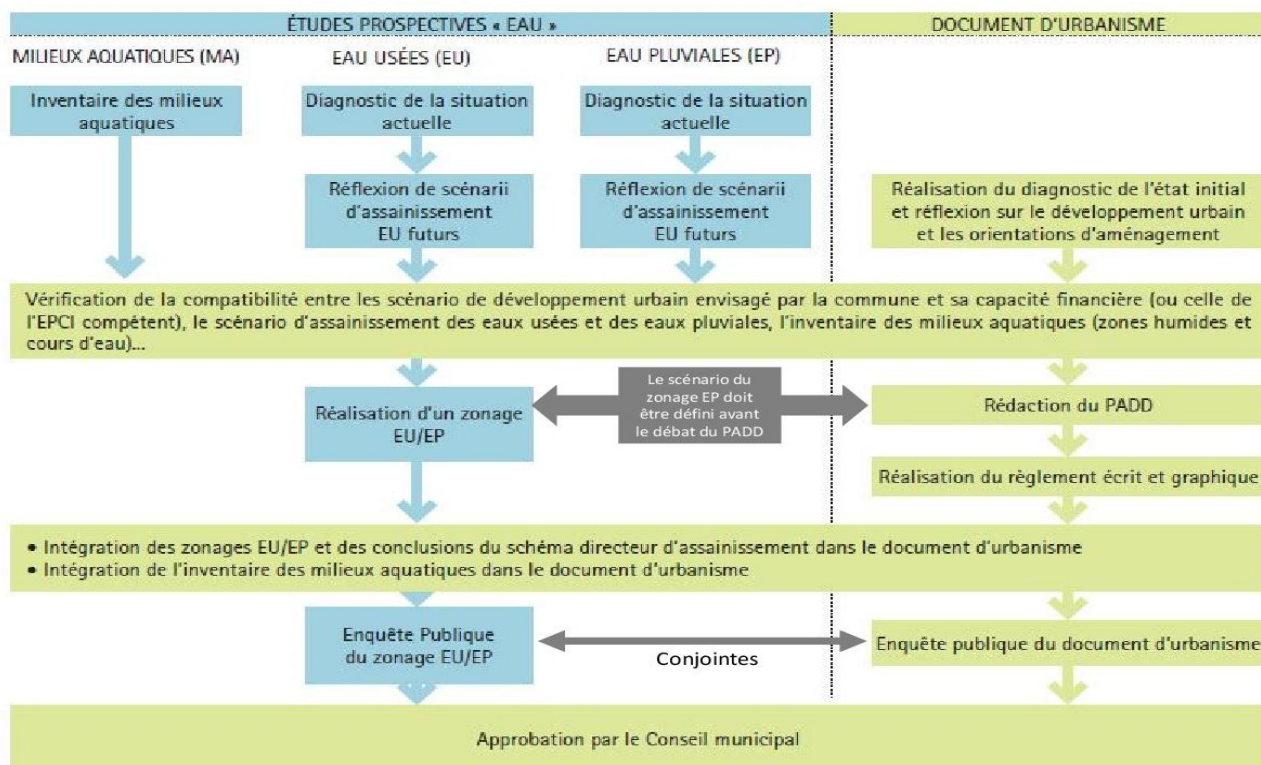 ÉTUDES PROSPECTIVES « EAU »
DOCUMENT D'URBANISME
MILIEUX AQUATIQUES (MA)
EAU USÉES (EU)
EAU PLUVIALES (EP)
Inventaire des milieux
aquatiques
Diagnostic de la situation
actuelle
Diagnostic de la situation
actuelle
Réflexion de scénarii
d'assainissement
EU futurs
Réflexion de scénarii
d'assainissement
EU futurs
Réalisation du diagnostic de l'état initial
et réflexion sur le développement urbain
et les orientations d'aménagement
Vérification de la compatibilité entre les scénario de développement urbain envisagé par la commune et sa capacité financière (ou celle de
l'EPCI compétent), le scénario d'assainissement des eaux usées et des eaux pluviales, l'inventaire des milieux aquatiques (zones humides et
cours d'eau)...
Réalisation d'un zonage
EU/EP
Le scénario du
zonage EP doit
être défini avant
le débat du PADD
Rédaction du PADD
Réalisation du règlement écrit et graphique
• Intégration des zonages EU/EP et des conclusions du schéma directeur d'assainissement dans le document d'urbanisme
• Intégration de l'inventaire des milieux aquatiques dans le document d'urbanisme
Enquête Publique
du zonage EU/EP
Conjointes
Enquête publique du document d'urbanisme
Approbation par le Conseil municipal